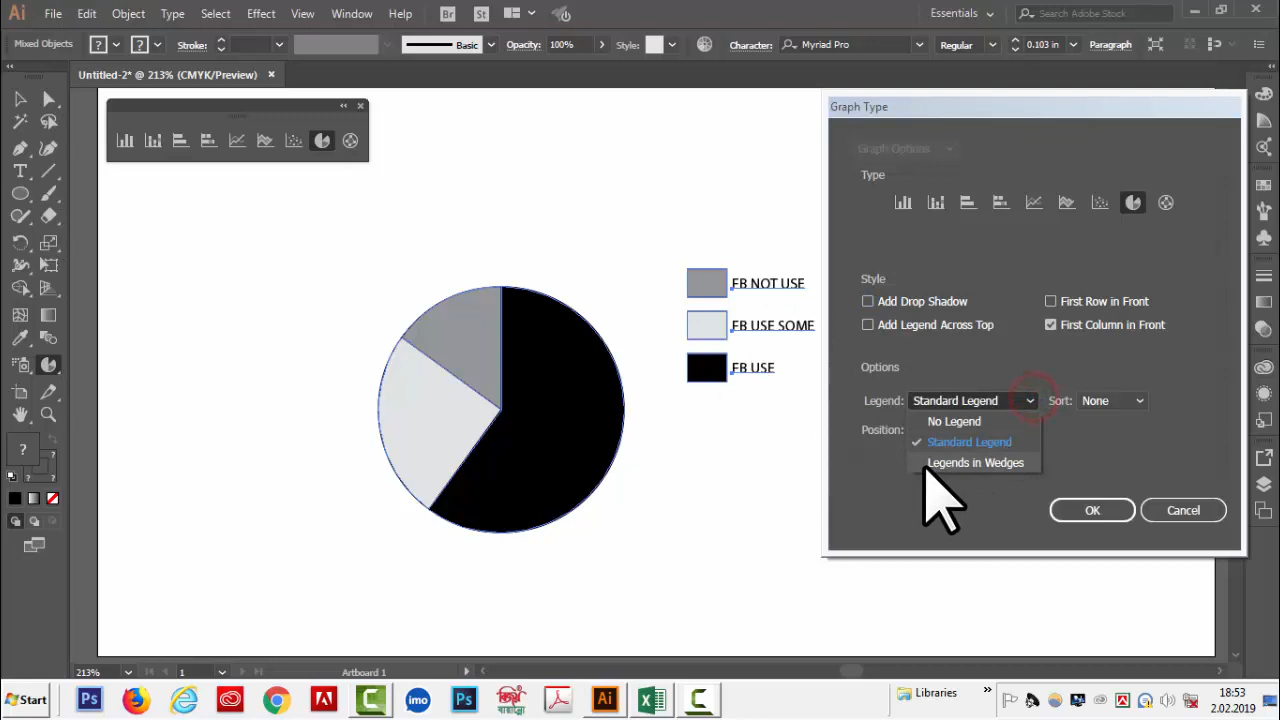 Ai File Edit Object Type Select Effect View Window Help Br St Essentials Search Adobe Stock
Mixed Objects ? ? Stroke: Basic Opacity: 100% Style: Character: Myriad Pro Regular 0.103 in Paragraph
Untitled-2* @ 213% (CMYK/Preview)
Graph Type
Graph Options
Type
Style
Add Drop Shadow First Row in Front
Add Legend Across Top First Column in Front
Options
Legend: Standard Legend Sort: None
No Legend
Position:
Standard Legend
Legends in Wedges
OK Cancel
FB NOT USE
FB USE SOME
FB USE
?
?
?
213% 1 Artboard 1
Start Ps imo Ps Ai Libraries 18:53
2.02.2019